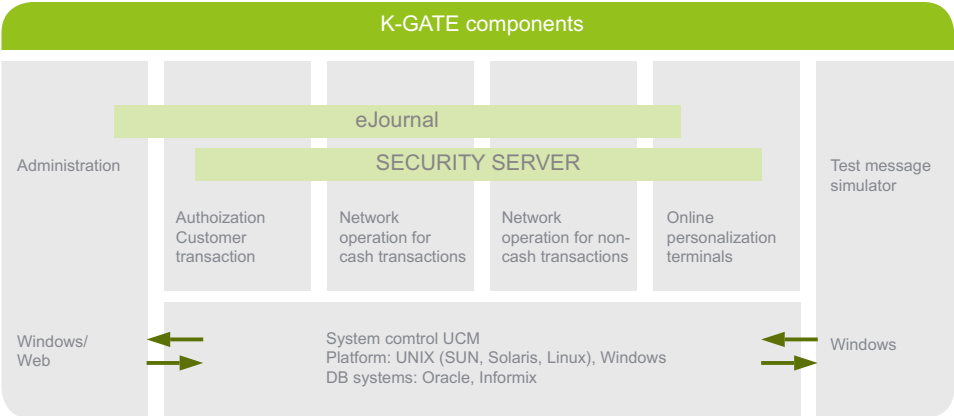 K-GATE components
eJournal
SECURITY SERVER
Administration
Test message
simulator
Authoization
Customer
transaction
Network
operation for
cash transactions
Network
operation for non-
cash transactions
Online
personalization
terminals
Windows/
Web
System comtrol UCM
Platform: UNIX (SUN, Solaris, Linux), Windows
DB systems: Oracle, Informix
Windows